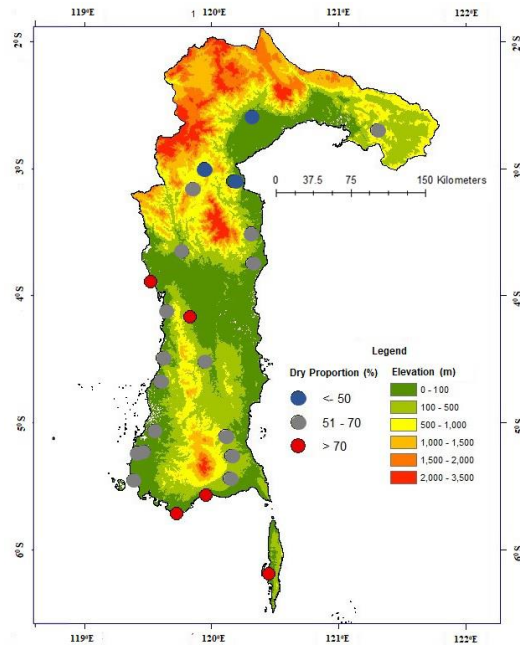 119°E 120°E 121°E 122°E
2°S 2°S
3°S 3°S
0 37.5 75 150 Kilometers
4°S 4°S
Legend
Dry Proportion (%) Elevation (m)
<- 50
51 - 70
> 70
0 - 100
100 - 500
500 - 1,000
1,000 - 1,500
1,500 - 2,000
2,000 - 3,500
5°S 5°S
6°S 6°S
119°E 120°E 121°E 122°E